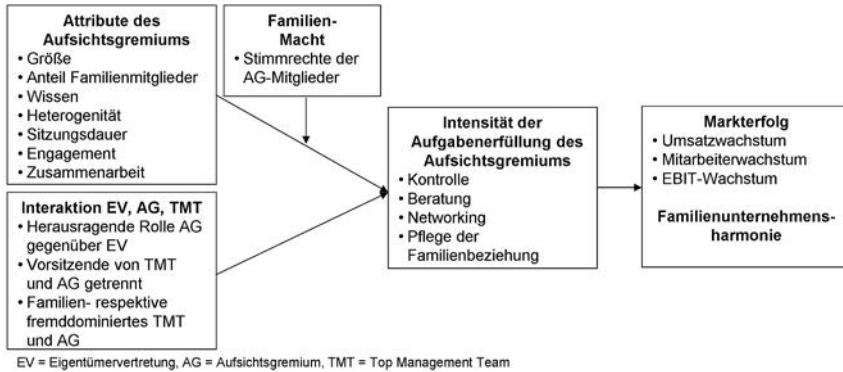 Attribute des
Aufsichtsgremiums
• Größe
• Anteil Familienmitglieder
• Wissen
• Heterogenität
• Sitzungsdauer
• Engagement
• Zusammenarbeit
Familien-
Macht
• Stimmrechte der
AG-Mitglieder
Interaktion EV, AG, TMT
• Herausragende Rolle AG
gegenüber EV
• Vorsitzende von TMT
und AG getrennt
• Familien- respektive
fremddominiertes TMT
und AG
Intensität der
Aufgabenerfüllung des
Aufsichtsgremiums
• Kontrolle
• Beratung
• Networking
• Pflege der
Familienbeziehung
Markterfolg
• Umsatzwachstum
• Mitarbeiterwachstum
• EBIT-Wachstum
Familienunternehmens-
harmonie
EV = Eigentümervertretung, AG = Aufsichtsgremium, TMT = Top Management Team